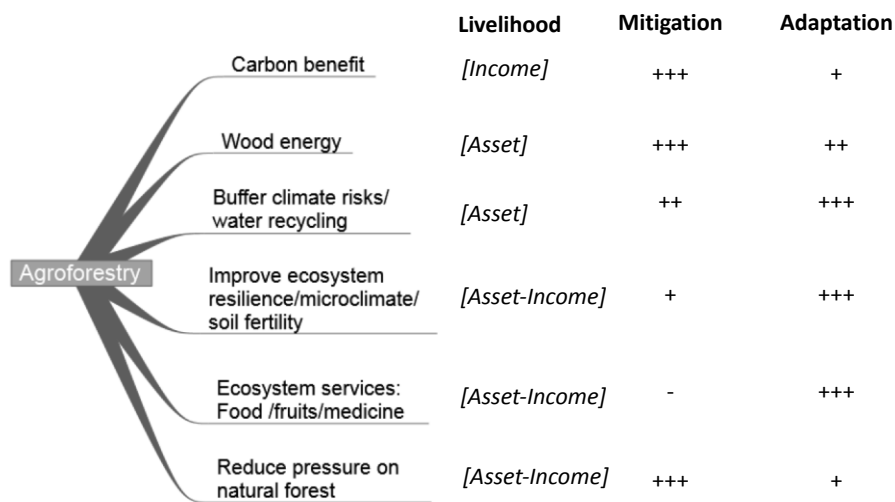 Livelihood Mitigation Adaptation
Carbon benefit [Income] +++ +
Wood energy [Asset] +++ ++
Buffer climate risks/
water recycling [Asset] ++ +++
Agroforestry
Improve ecosystem
resilience/microclimate/ [Asset-Income] + +++
soil fertility
Ecosystem services:
Food /fruits/medicine [Asset-Income] - +++
Reduce pressure on
natural forest [Asset-Income] +++ +